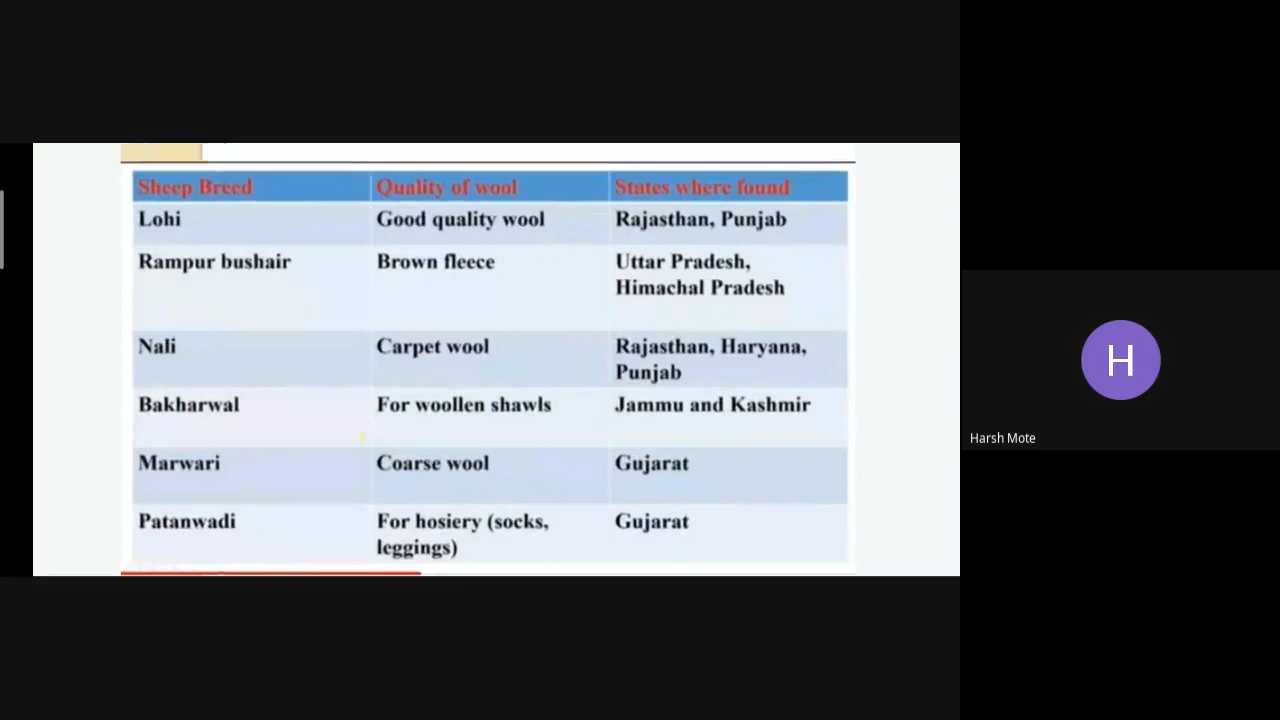 Sheep Breed Quality of wool States where found
Lohi Good quality wool Rajasthan, Punjab
Rampur bushair Brown fleece Uttar Pradesh,
Himachal Pradesh
Nali Carpet wool Rajasthan, Haryana,
Punjab
Bakharwal For woollen shawls Jammu and Kashmir
Marwari Coarse wool Gujarat
Patanwadi For hosiery (socks, Gujarat
leggings)
H
Harsh Mote